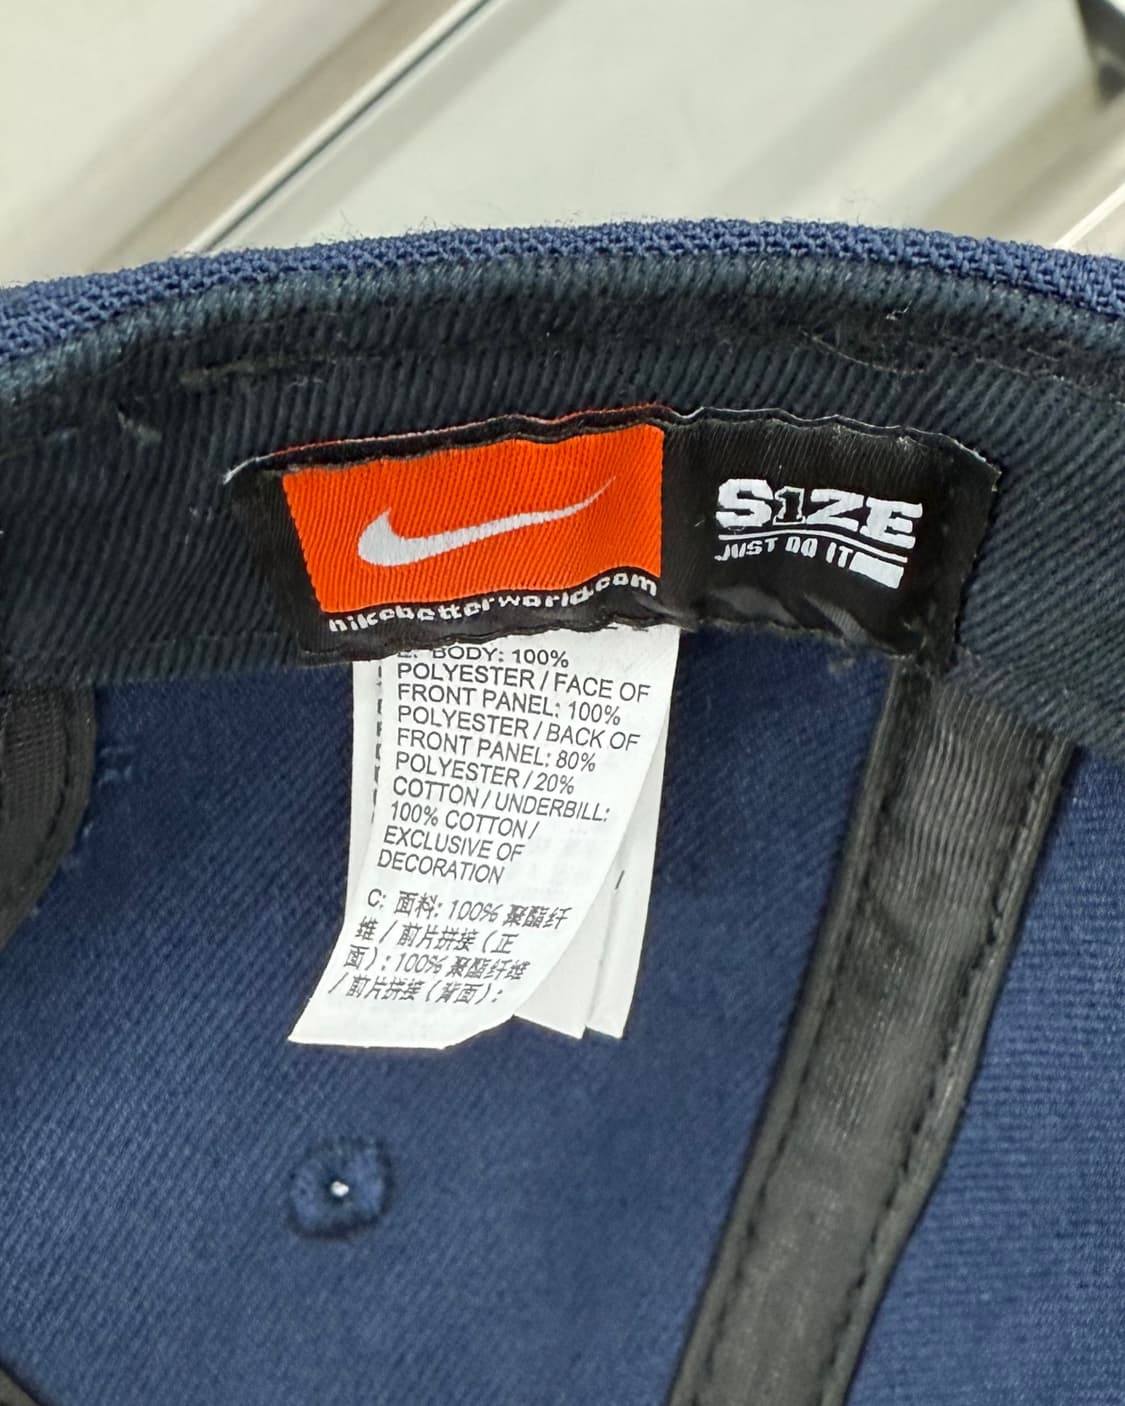 S1ZE
JUST DO IT
nikebetterworld.com
E: BODY: 100%
POLYESTER / FACE OF
FRONT PANEL: 100%
POLYESTER / BACK OF
FRONT PANEL: 80%
POLYESTER / 20%
COTTON / UNDERBILL:
100% COTTON /
EXCLUSIVE OF
DECORATION
C: 面料: 100% 聚酯纤
维 / 前片拼接 (正
面) : 100% 聚酯纤维
/ 前片拼接 (背面) :